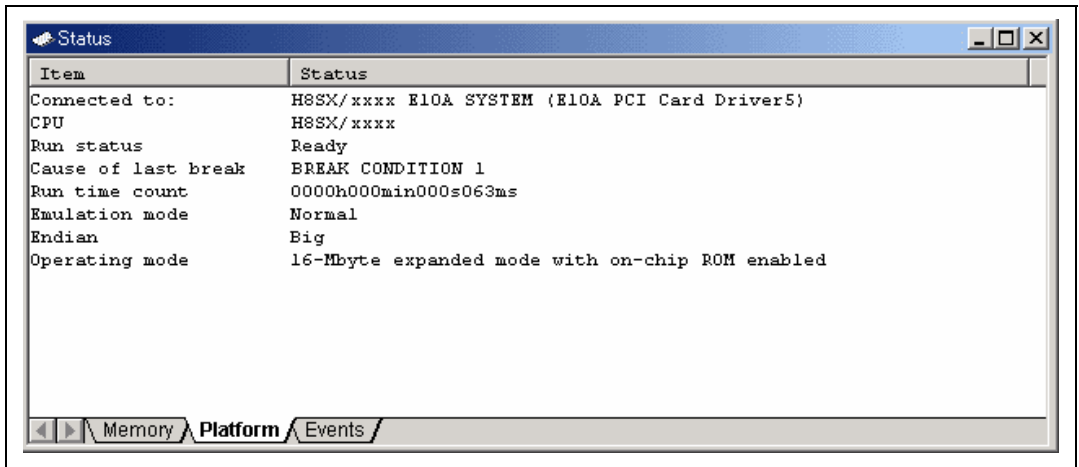 Status
Item Status
Connected to: H8SX/xxxx E10A SYSTEM (E10A PCI Card Driver5)
CPU H8SX/xxxx
Run status Ready
Cause of last break BREAK CONDITION 1
Run time count 0000h000min000s063ms
Emulation mode Normal
Endian Big
Operating mode 16-Mbyte expanded mode with on-chip ROM enabled
Memory Platform Events